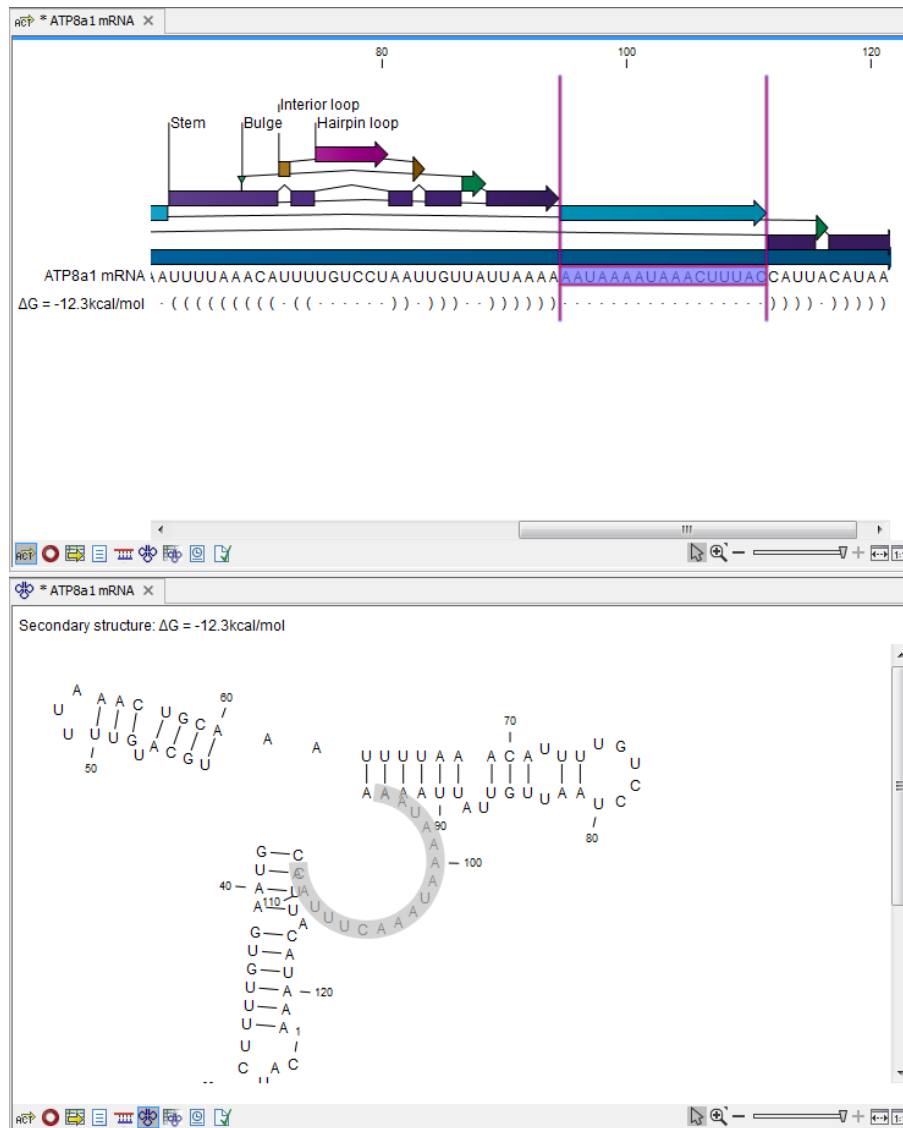 * ATP8a1 mRNA
80 100 120
Interior loop
Stem Bulge Hairpin loop
ATP8a1 mRNA AAUUUUAAACAUUUUGUCCUAAUUGUUAUUAAAAAAUAAAAUAAACUUUACCAUUACAUAA
ΔG = -12.3kcal/mol · ( ( ( ( ( ( ( ( ( · ( ( · · · · · · ) ) · ) ) ) · · ) ) ) ) ) ) · · · · · · · · · · · · · · · · · ) ) ) ) · ) ) ) ) )
* ATP8a1 mRNA
Secondary structure: ΔG = -12.3kcal/mol
U U U A A A C U G C A A A
60
U U U G U A C G U
50
U U U U A A A C A U U U U G U C C U
70
A A A A U U A U U G U U A A
90
80
A A U A A A A U A A A C U U U A C
100
110
G U A A G U G U U U U C U
40
C A U U A C A U A A A
120
1
C A